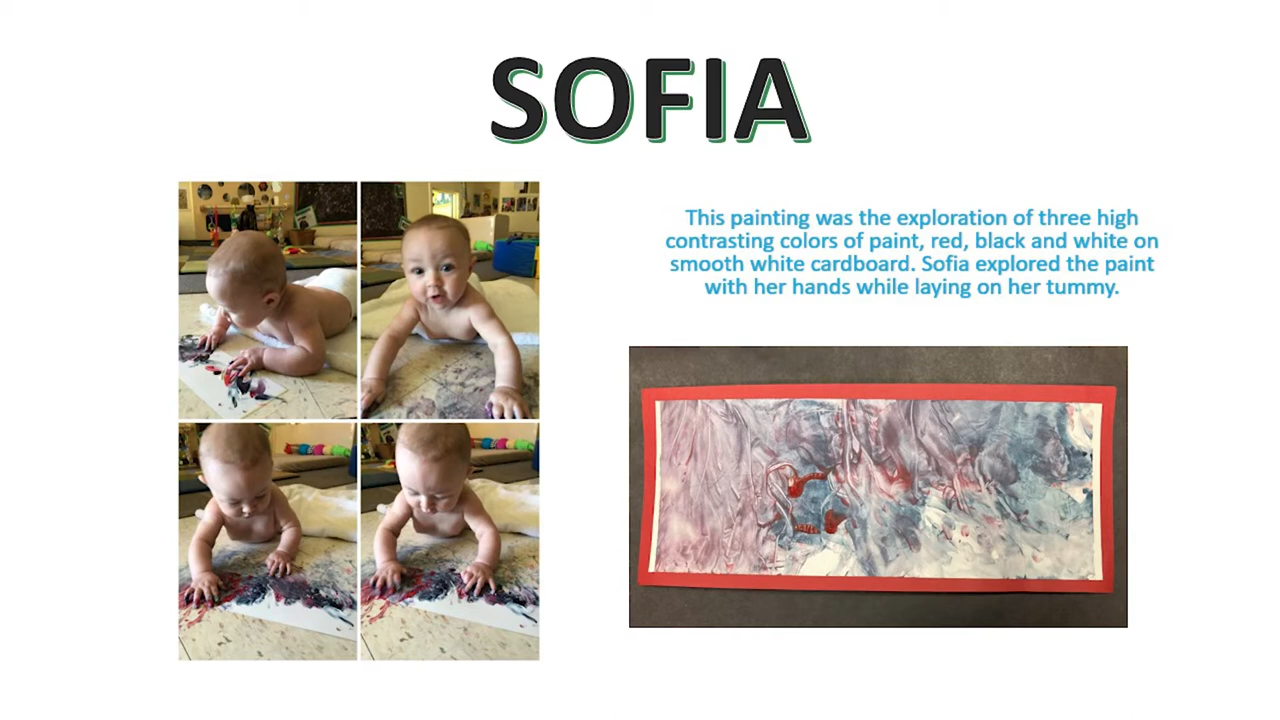 SOFIA
This painting was the exploration of three high
contrasting colors of paint, red, black and white on
smooth white cardboard. Sofia explored the paint
with her hands while laying on her tummy.